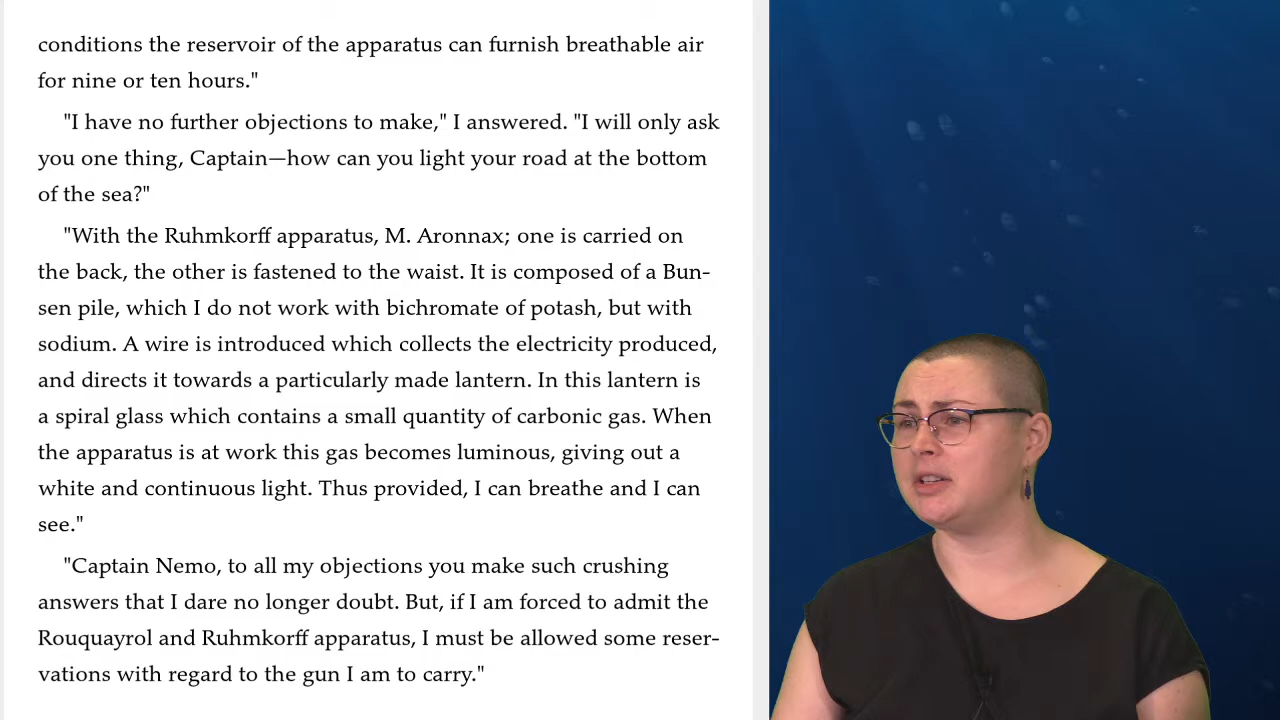 conditions the reservoir of the apparatus can furnish breathable air
for nine or ten hours."
"I have no further objections to make," I answered. "I will only ask
you one thing, Captain—how can you light your road at the bottom
of the sea?"
"With the Ruhmkorff apparatus, M. Aronnax; one is carried on
the back, the other is fastened to the waist. It is composed of a Bun-
sen pile, which I do not work with bichromate of potash, but with
sodium. A wire is introduced which collects the electricity produced,
and directs it towards a particularly made lantern. In this lantern is
a spiral glass which contains a small quantity of carbonic gas. When
the apparatus is at work this gas becomes luminous, giving out a
white and continuous light. Thus provided, I can breathe and I can
see."
"Captain Nemo, to all my objections you make such crushing
answers that I dare no longer doubt. But, if I am forced to admit the
Rouquayrol and Ruhmkorff apparatus, I must be allowed some reser-
vations with regard to the gun I am to carry."